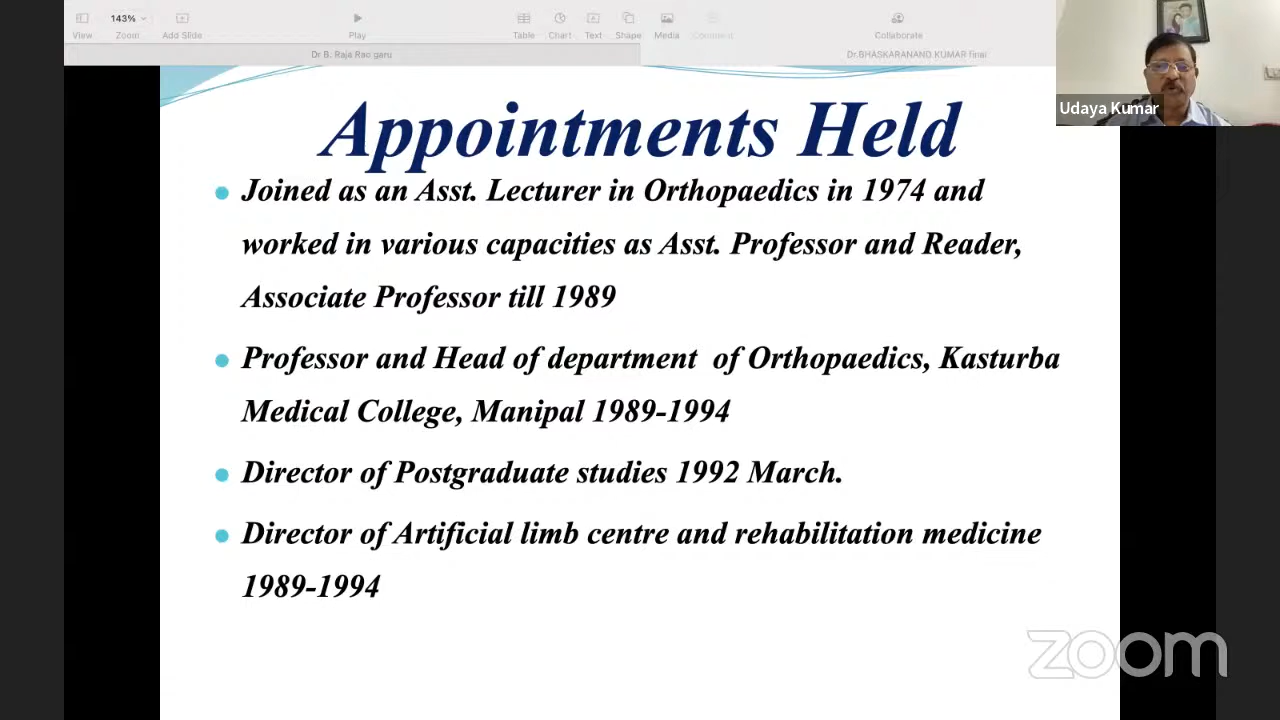 143%
View
Zoom
Add Slide
Play
Table
Chart
Text
Shape
Media
Comment
Collaborate
Dr B. Raja Rao garu
Dr.BHASKARANAND KUMAR final
Udaya Kumar
Appointments Held
Joined as an Asst. Lecturer in Orthopaedics in 1974 and
worked in various capacities as Asst. Professor and Reader,
Associate Professor till 1989
Professor and Head of department of Orthopaedics, Kasturba
Medical College, Manipal 1989-1994
Director of Postgraduate studies 1992 March.
Director of Artificial limb centre and rehabilitation medicine
1989-1994
zoom